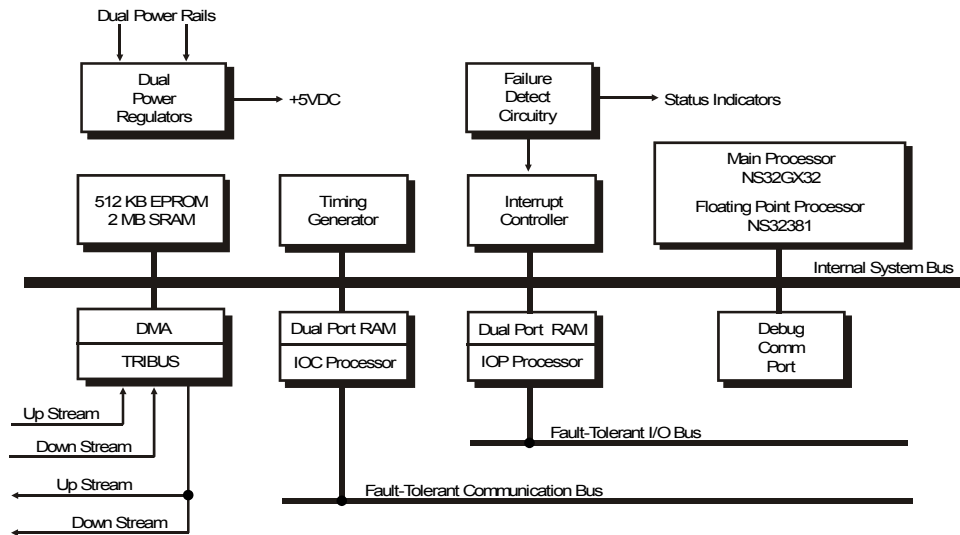 Dual Power Rails
Dual
Power
Regulators
+5VDC
Failure
Detect
Circuitry
Status Indicators
512 KB EPROM
2 MB SRAM
Timing
Generator
Interrupt
Controller
Main Processor
NS32GX32
Floating Point Processor
NS32381
Internal System Bus
DMA
TRIBUS
Dual Port RAM
IOC Processor
Dual Port RAM
IOP Processor
Debug
Comm
Port
Up Stream
Down Stream
Up Stream
Down Stream
Fault-Tolerant I/O Bus
Fault-Tolerant Communication Bus